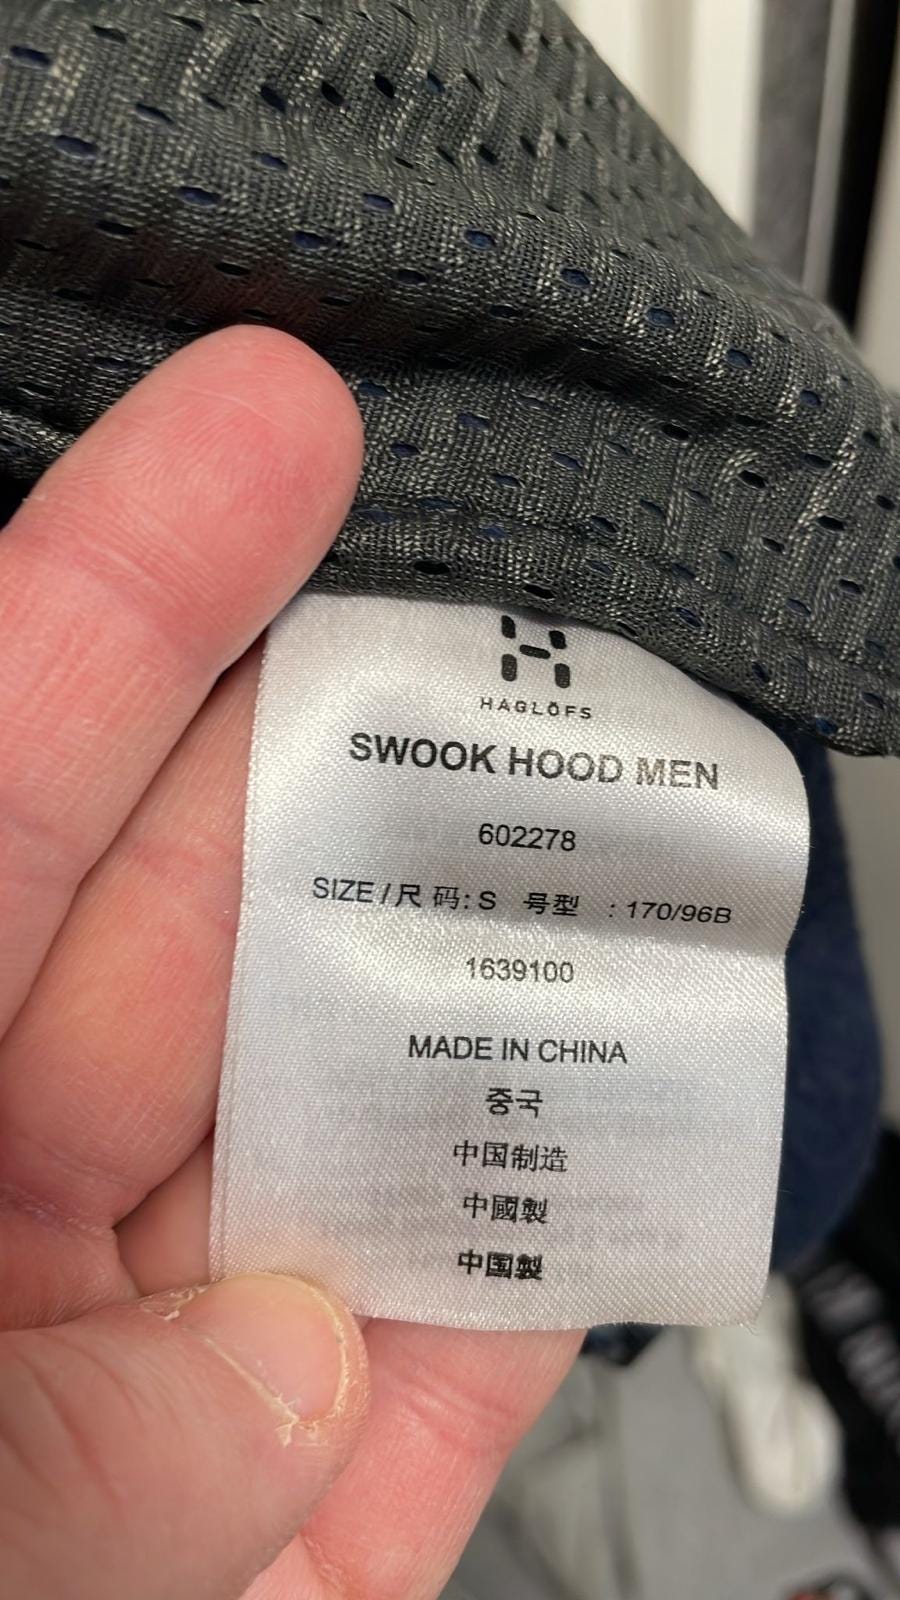 HAGLÖFS
SWOOK HOOD MEN
602278
SIZE / 尺 码: S 号型 : 170/96B
1639100
MADE IN CHINA
중국
中国制造
中國製
中国製